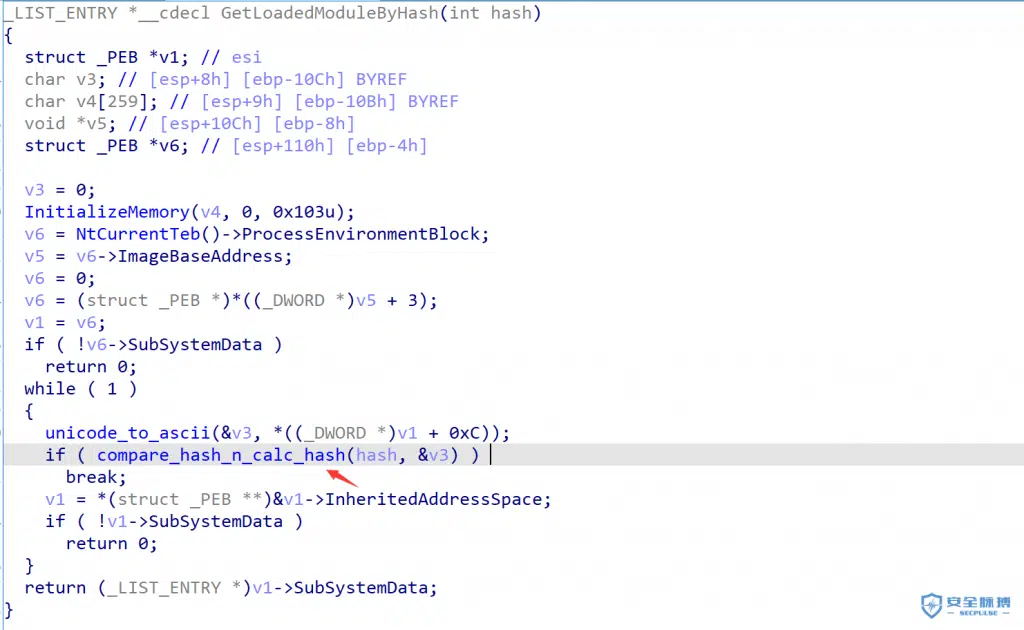 _LIST_ENTRY *__cdecl GetLoadedModuleByHash(int hash)
{
  struct _PEB *v1; // esi
  char v3; // [esp+8h] [ebp-10Ch] BYREF
  char v4[259]; // [esp+9h] [ebp-10Bh] BYREF
  void *v5; // [esp+10Ch] [ebp-8h]
  struct _PEB *v6; // [esp+110h] [ebp-4h]

  v3 = 0;
  InitializeMemory(v4, 0, 0x103u);
  v6 = NtCurrentTeb()->ProcessEnvironmentBlock;
  v5 = v6->ImageBaseAddress;
  v6 = 0;
  v6 = (struct _PEB *)*((_DWORD *)v5 + 3);
  v1 = v6;
  if ( !v6->SubSystemData )
    return 0;
  while ( 1 )
  {
    unicode_to_ascii(&v3, *((_DWORD *)v1 + 0xC));
    if ( compare_hash_n_calc_hash(hash, &v3) )
      break;
    v1 = *(struct _PEB **)&v1->InheritedAddressSpace;
    if ( !v1->SubSystemData )
      return 0;
  }
  return (_LIST_ENTRY *)v1->SubSystemData;
}
安全脉搏
SECPULSE